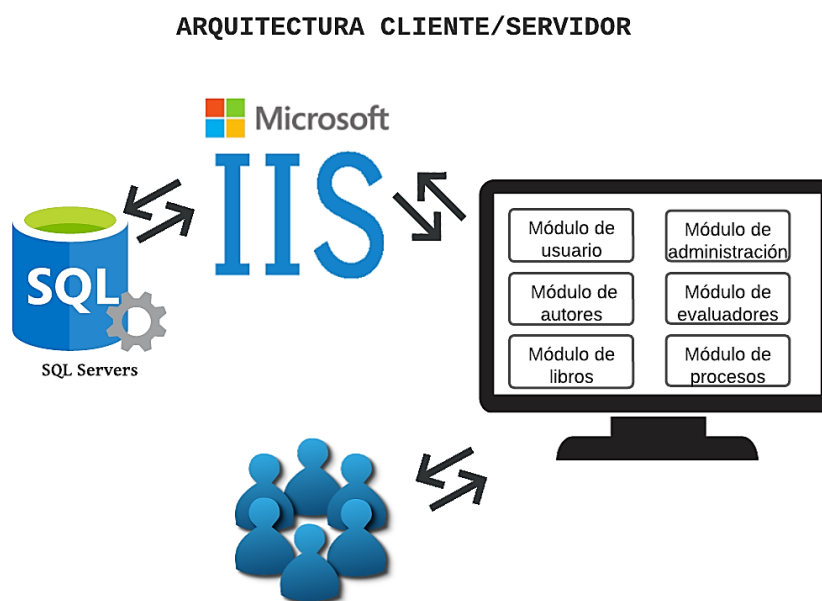 ARQUITECTURA CLIENTE/SERVIDOR
Microsoft
IIS
SQL
SQL Servers
Módulo de
usuario
Módulo de
administración
Módulo de
autores
Módulo de
evaluadores
Módulo de
libros
Módulo de
procesos